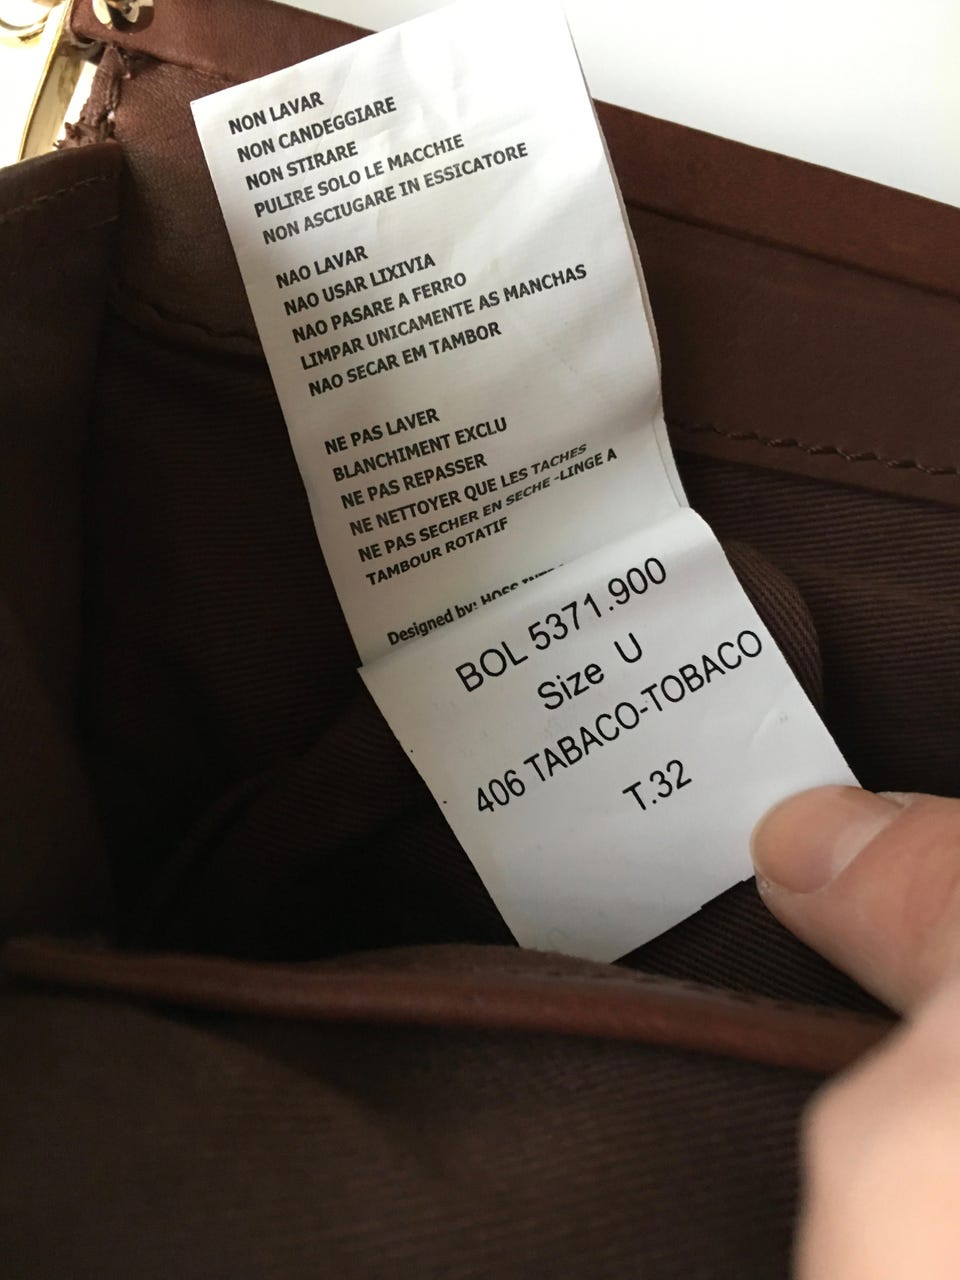 NON LAVAR
NON CANDEGGIARE
NON STIRARE
PULIRE SOLO LE MACCHIE
NON ASCIUGARE IN ESSICATORE
NAO LAVAR
NAO USAR LIXIVIA
NAO PASARE A FERRO
LIMPAR UNICAMENTE AS MANCHAS
NAO SECAR EM TAMBOR
NE PAS LAVER
BLANCHIMENT EXCLU
NE PAS REPASSER
NE NETTOYER QUE LES TACHES
NE PAS SECHER EN SECHE -LINGE A
TAMBOUR ROTATIF
Designed by: HOSS
BOL 5371.900
Size U
406 TABACO-TOBACO
T.32